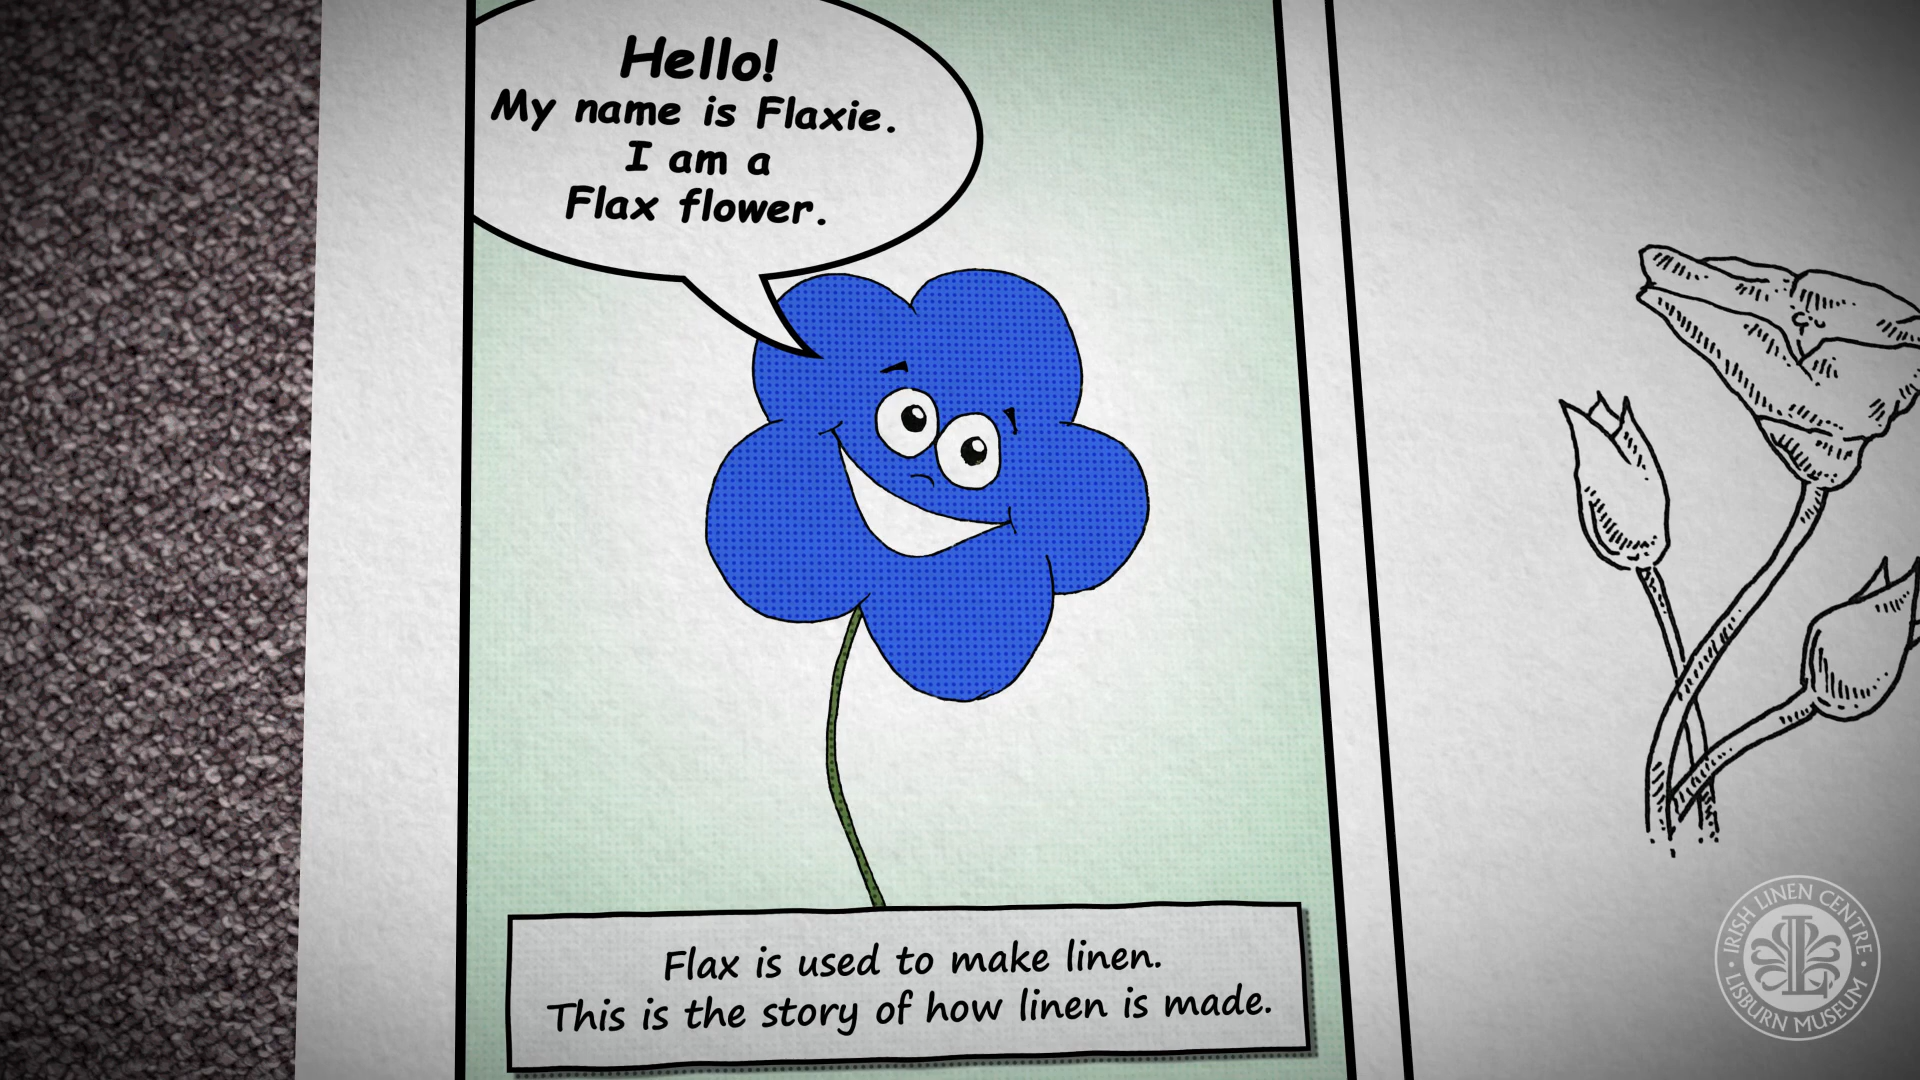 Hello!
My name is Flaxie.
I am a
Flax flower.
Flax is used to make linen.
This is the story of how linen is made.
IRISH LINEN CENTRE
LISBURN MUSEUM